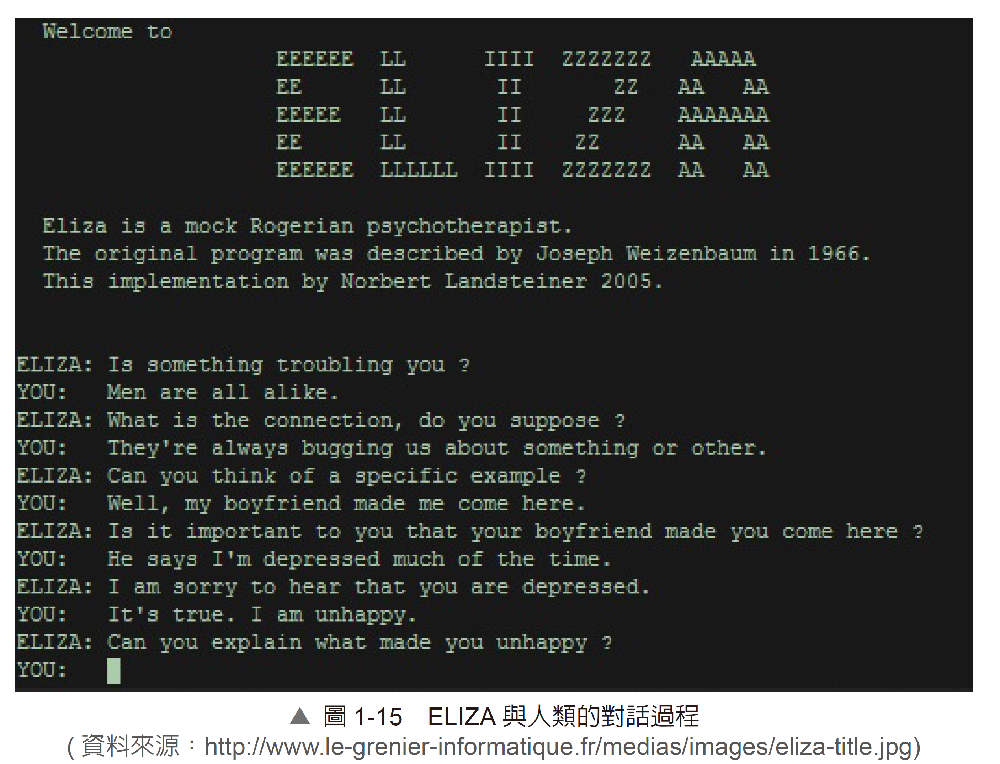 Welcome to
EEEEEE  LL      IIII  ZZZZZZZ   AAAAA
EE      LL       II       ZZ   AA   AA
EEEEE   LL       II     ZZZ    AAAAAAA
EE      LL       II    ZZ      AA   AA
EEEEEE  LLLLLL  IIII  ZZZZZZZ  AA   AA
Eliza is a mock Rogerian psychotherapist.
The original program was described by Joseph Weizenbaum in 1966.
This implementation by Norbert Landsteiner 2005.
ELIZA: Is something troubling you ?
YOU:   Men are all alike.
ELIZA: What is the connection, do you suppose ?
YOU:   They're always bugging us about something or other.
ELIZA: Can you think of a specific example ?
YOU:   Well, my boyfriend made me come here.
ELIZA: Is it important to you that your boyfriend made you come here ?
YOU:   He says I'm depressed much of the time.
ELIZA: I am sorry to hear that you are depressed.
YOU:   It's true. I am unhappy.
ELIZA: Can you explain what made you unhappy ?
YOU:
▲ 圖 1-15 ELIZA 與人類的對話過程
( 資料來源：http://www.le-grenier-informatique.fr/medias/images/eliza-title.jpg)